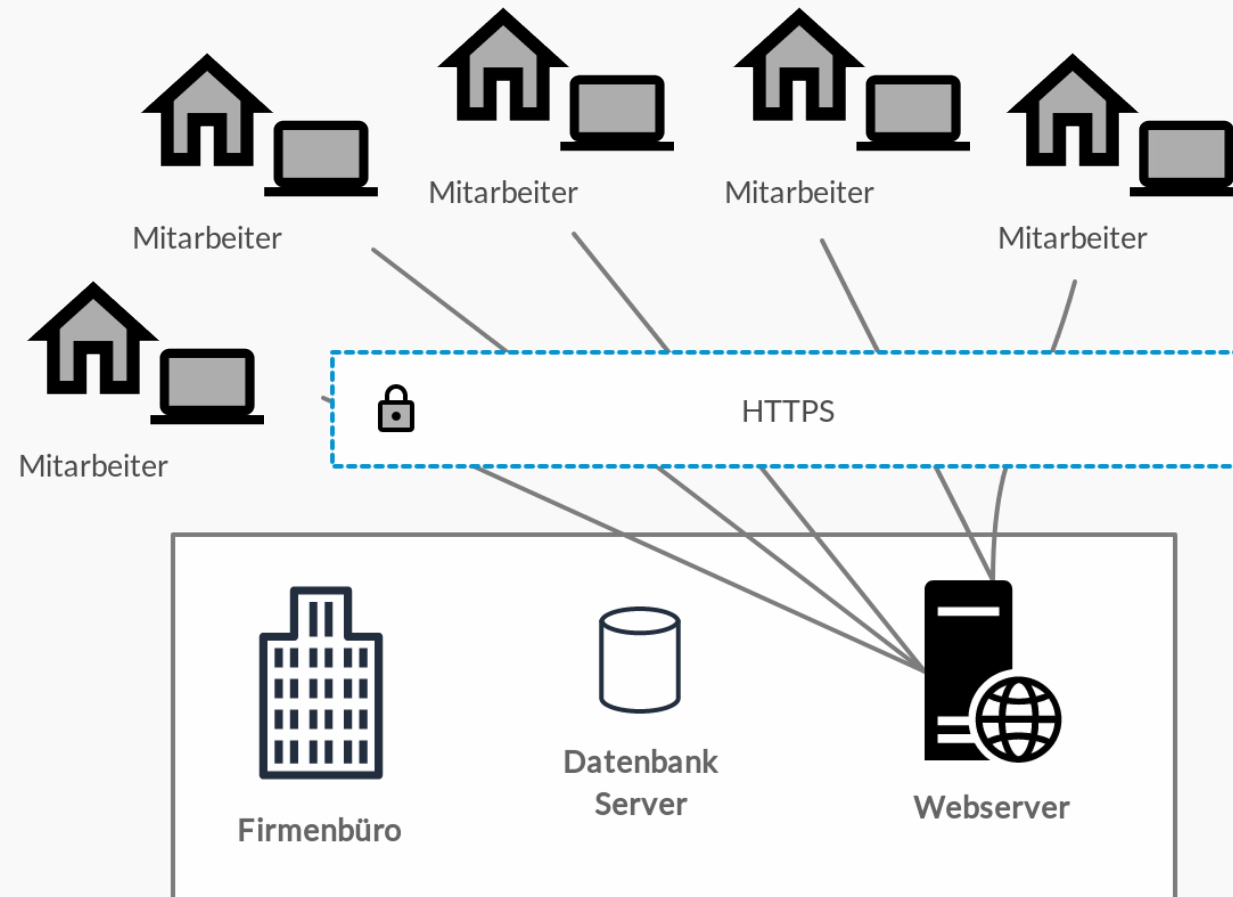 Mitarbeiter
Mitarbeiter
Mitarbeiter
Mitarbeiter
Mitarbeiter
HTTPS
Firmenbüro
Datenbank
Server
Webserver